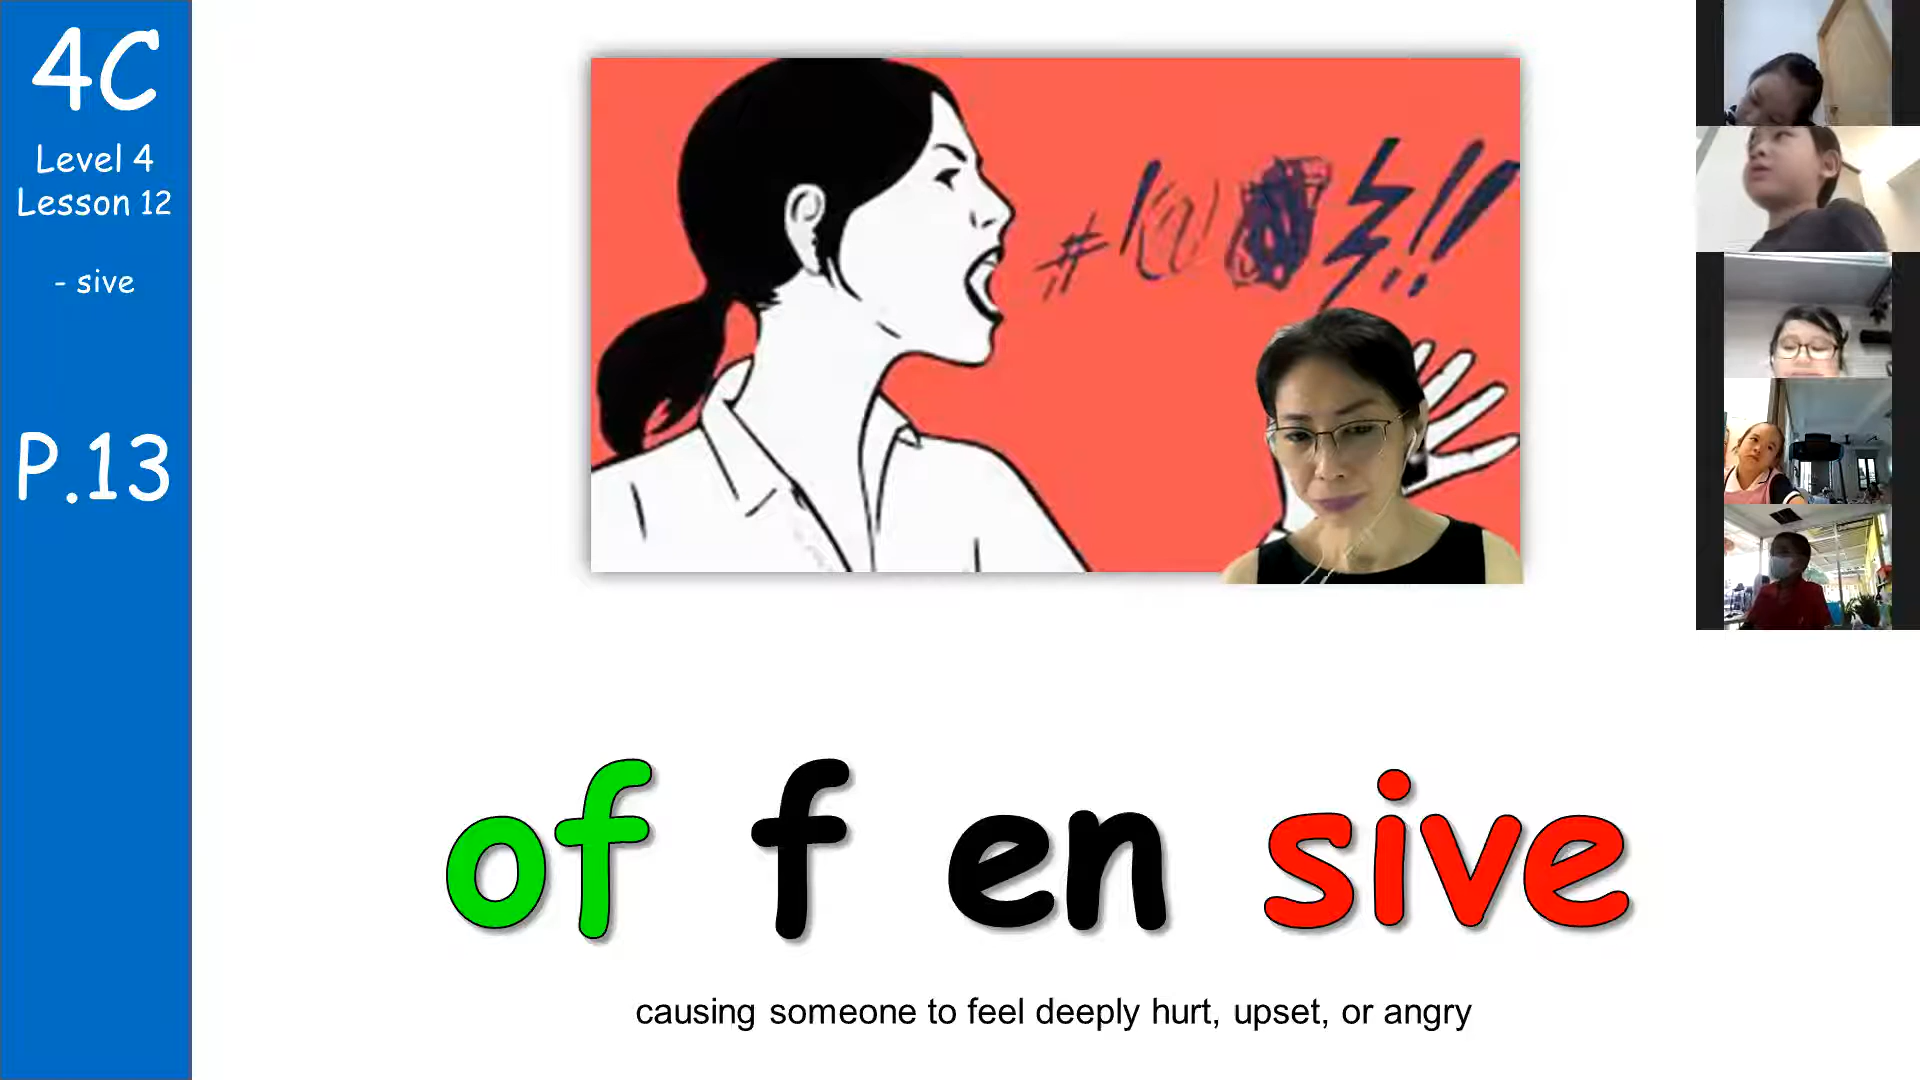 4C
Level 4
Lesson 12
- sive
P.13
#!@ !!
of f en sive
causing someone to feel deeply hurt, upset, or angry